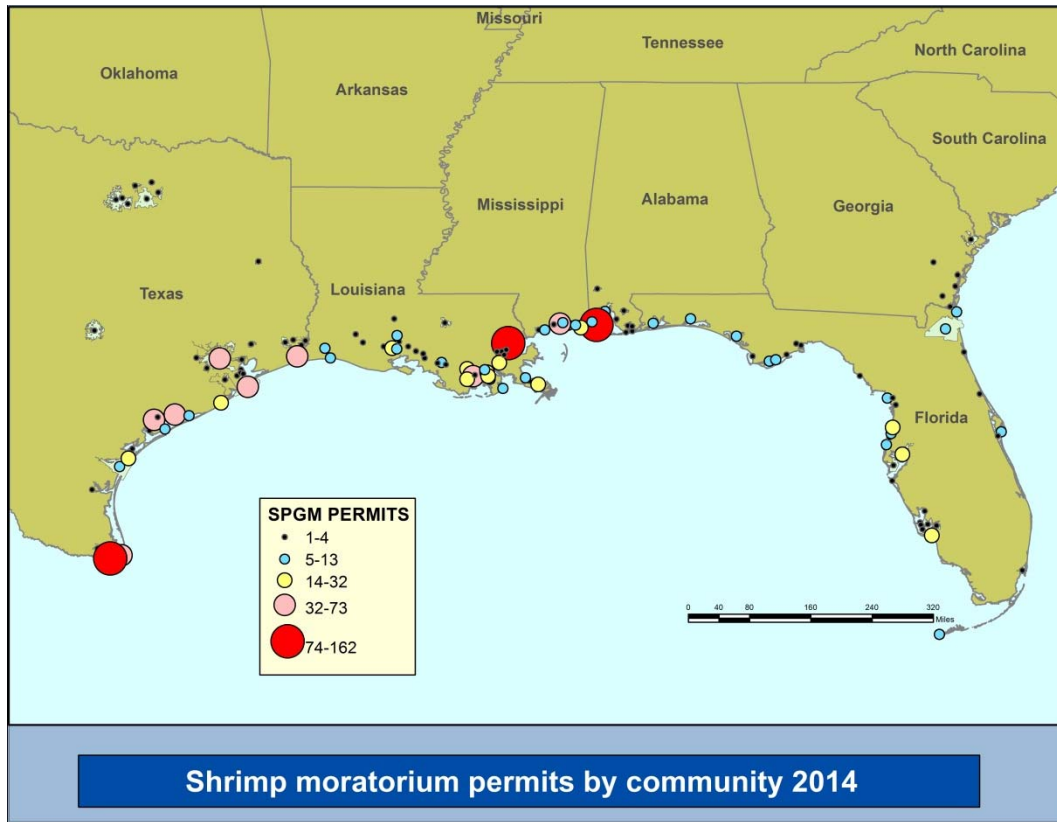 Missouri
Tennessee
North Carolina
Oklahoma
Arkansas
South Carolina
Mississippi
Alabama
Georgia
Texas
Louisiana
Florida
SPGM PERMITS
1-4
5-13
14-32
32-73
74-162
0 40 80 160 240 320
Miles
Shrimp moratorium permits by community 2014